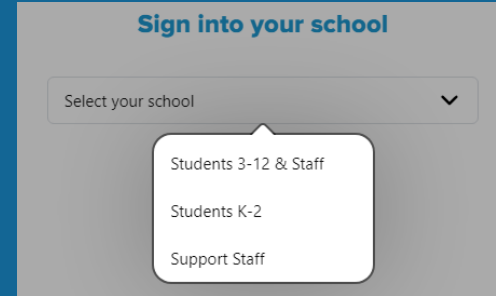 Sign into your school
Select your school
Students 3-12 & Staff
Students K-2
Support Staff